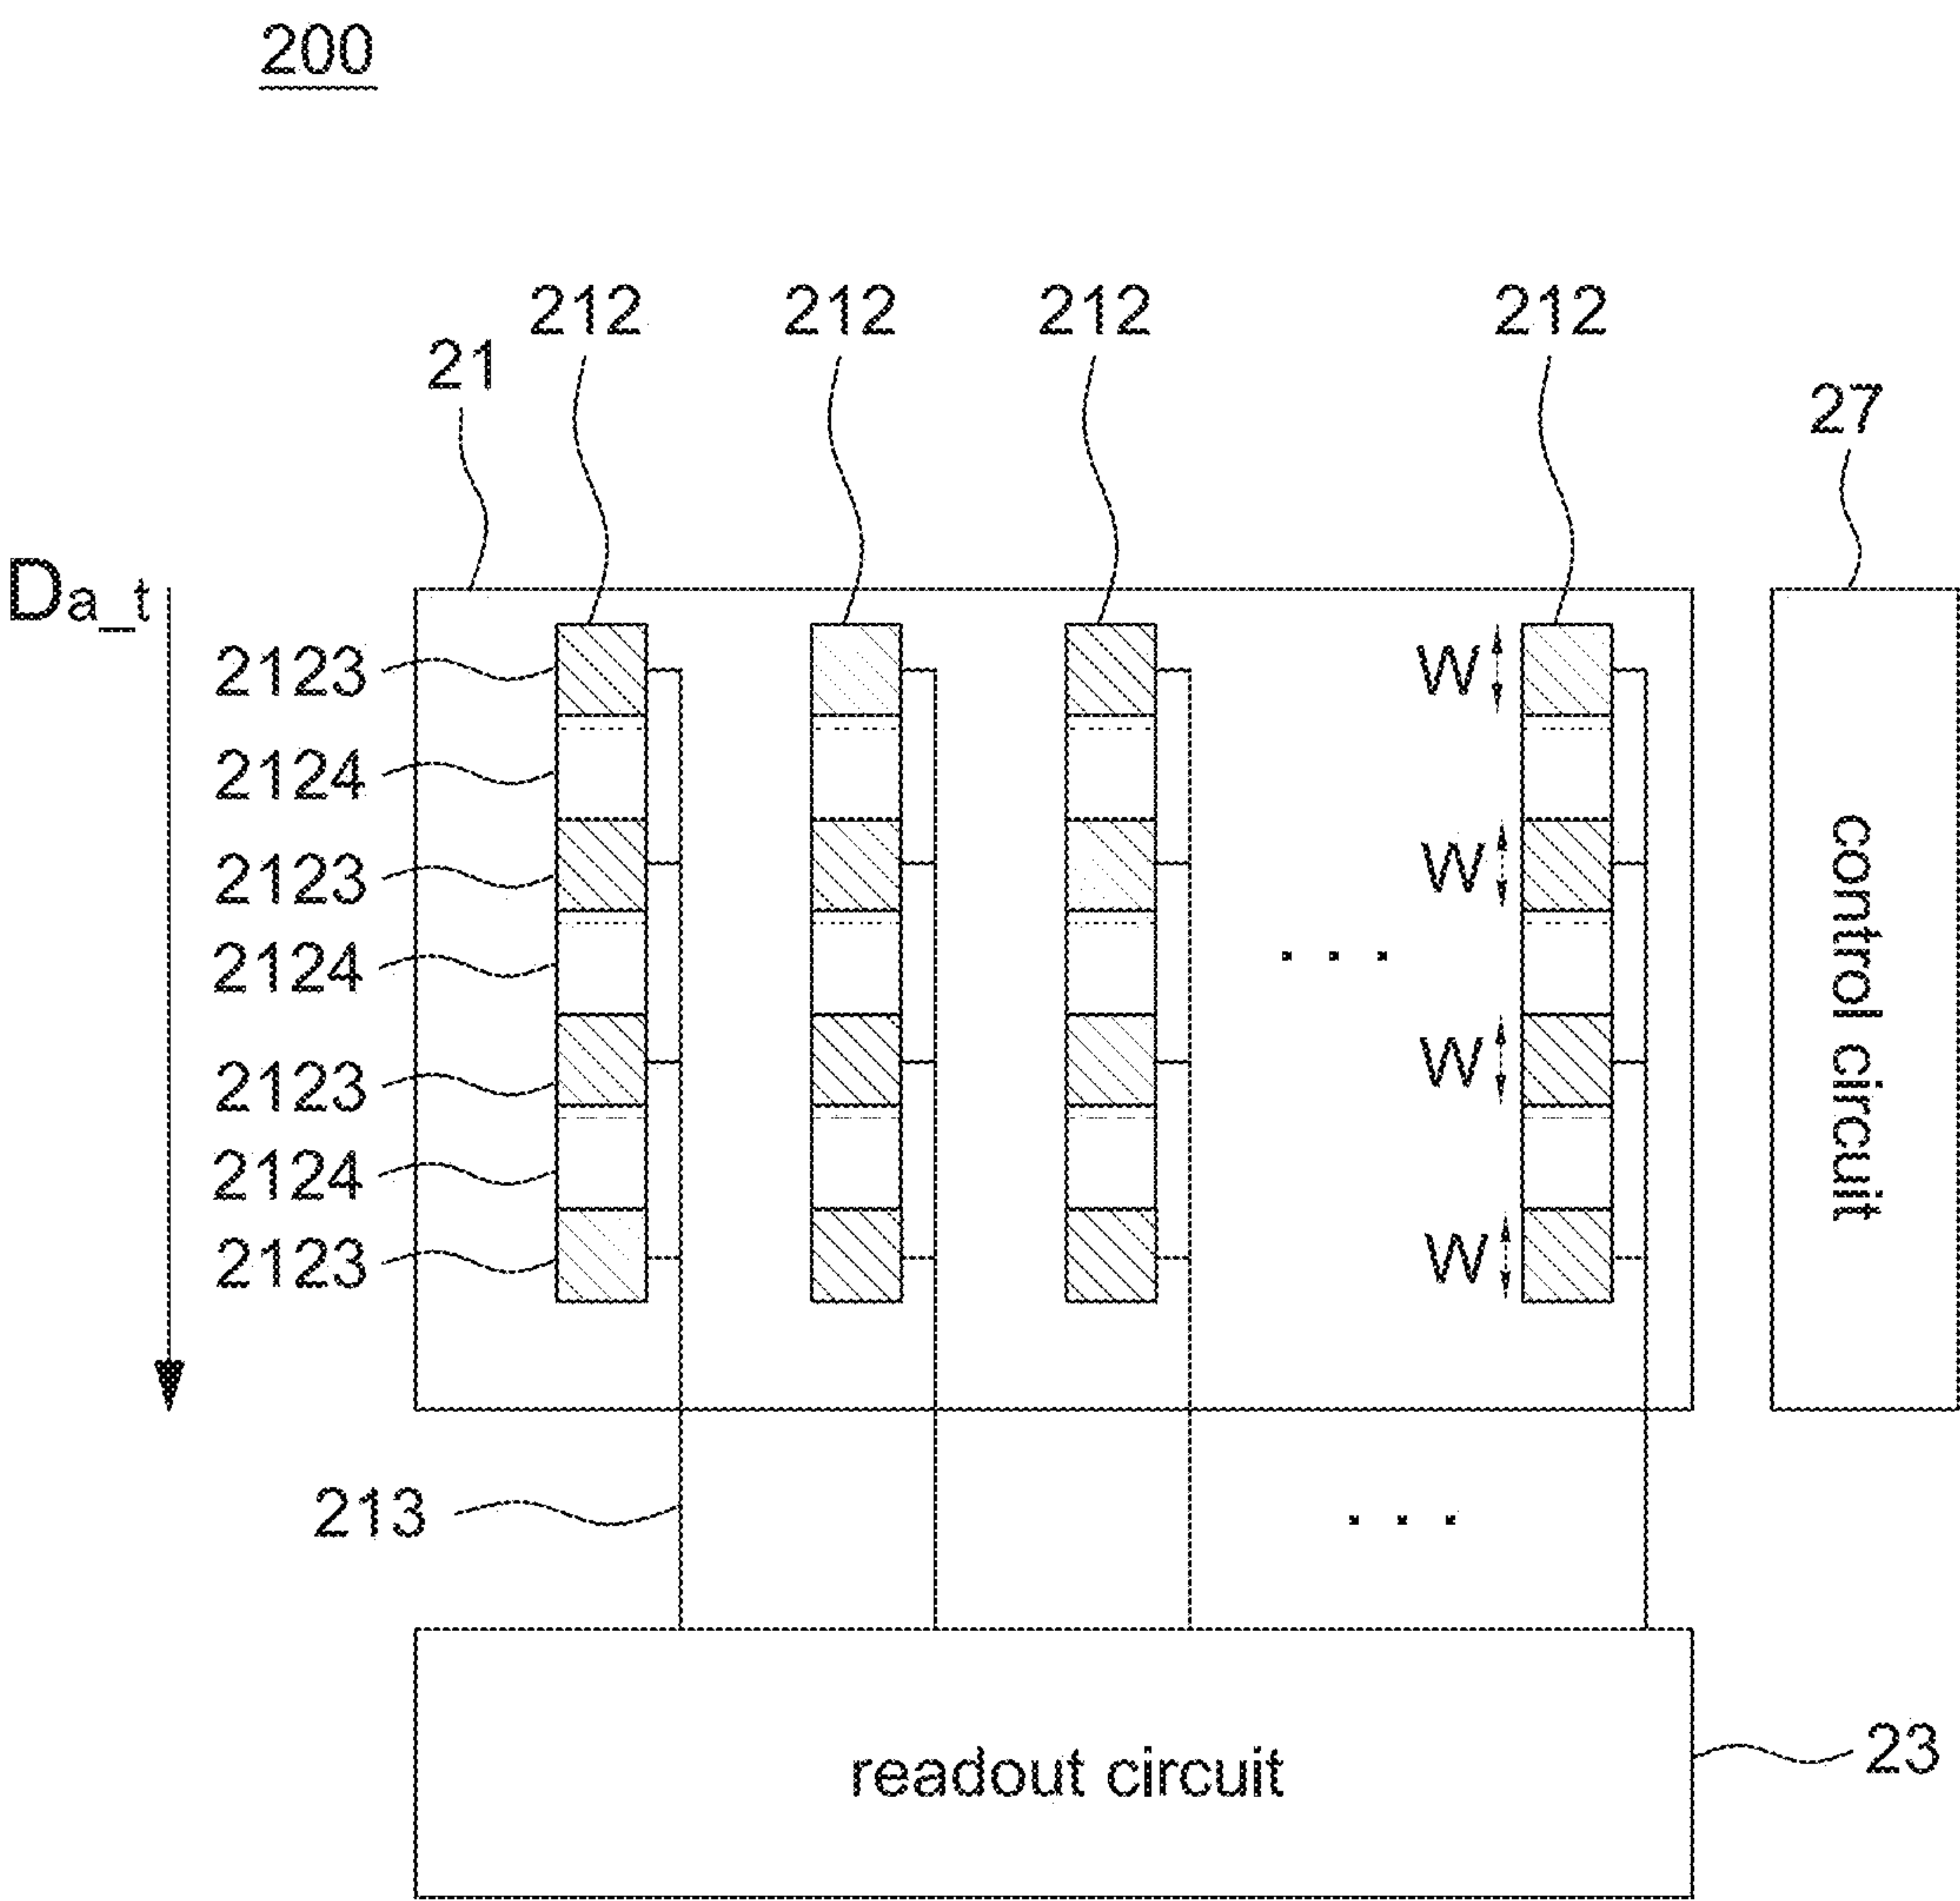 200
212 212 212 212
21
27
Da_t
2123 W
2124
2123 W
2124
. . .
2123 W
2124
2123 W
control circuit
213 . . .
readout circuit
23